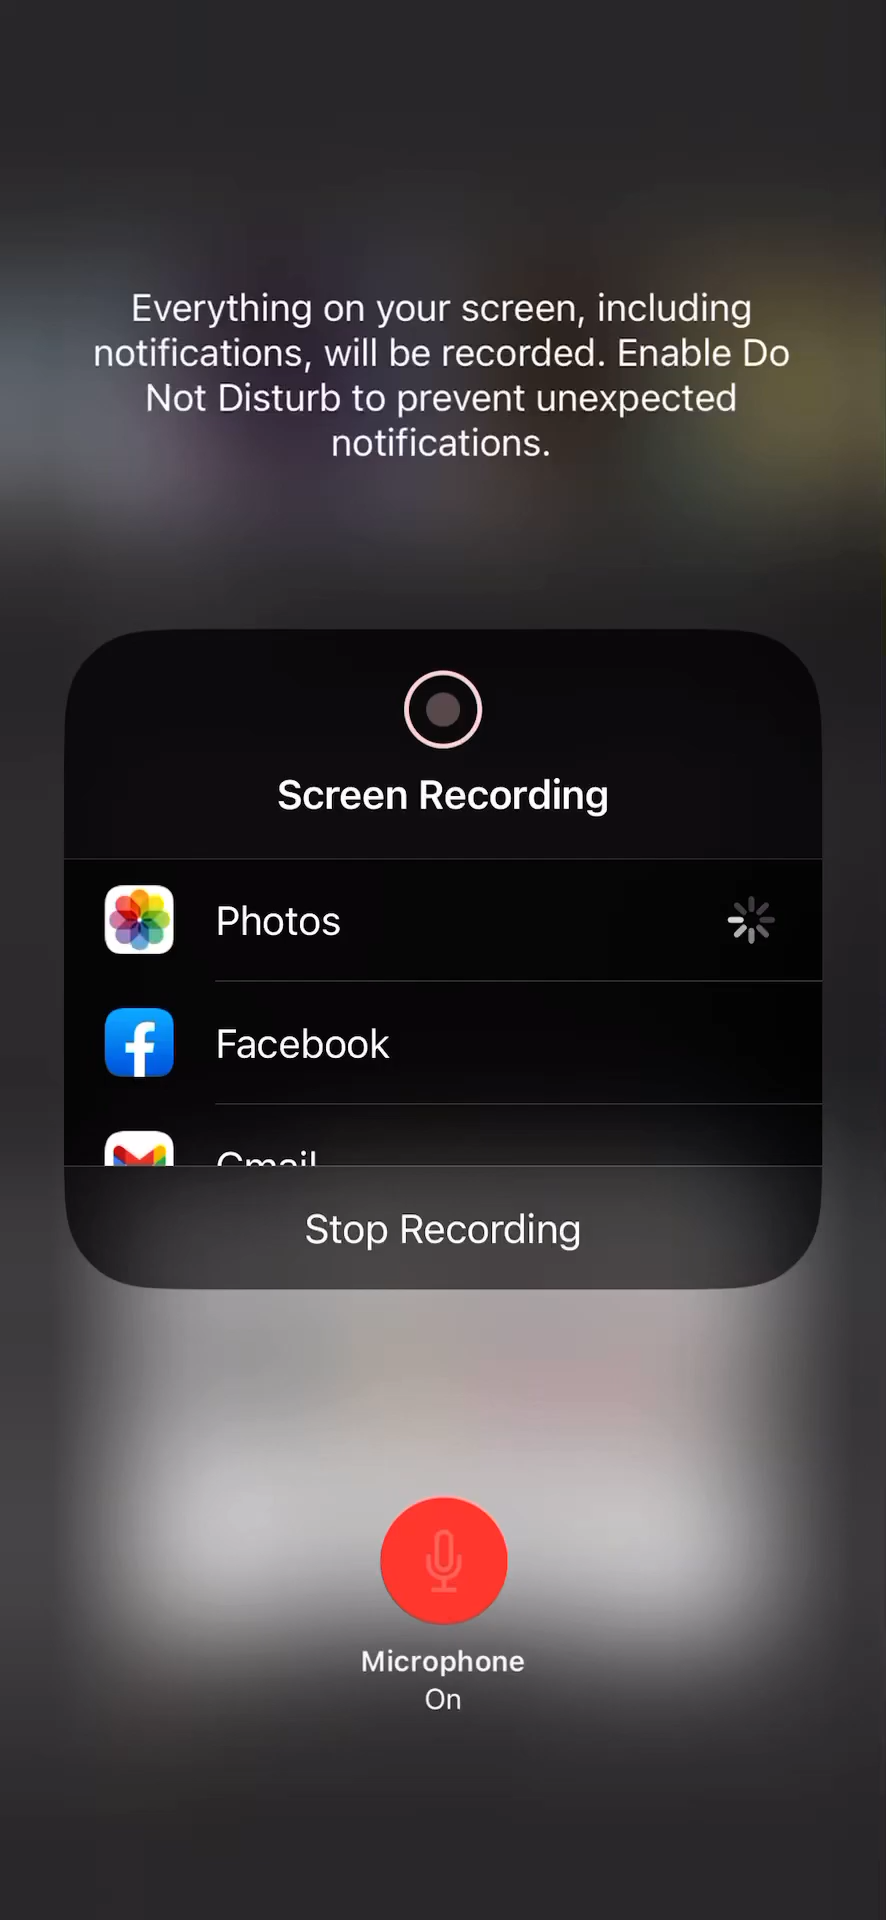 Everything on your screen, including
notifications, will be recorded. Enable Do
Not Disturb to prevent unexpected
notifications.
Screen Recording
Photos
Facebook
Gmail
Stop Recording
Microphone
On